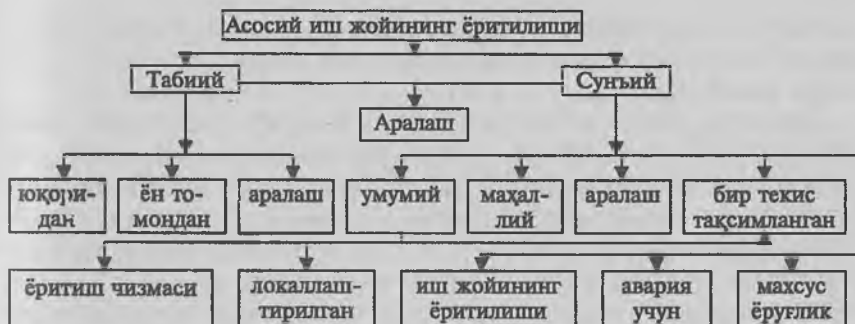 Асосий иш жойининг ёритилиши
Табиий
Сунъий
Аралаш
юқори-
дан
ён то-
мондан
аралаш
умумий
маҳал-
лий
аралаш
бир текис
тақсимланган
ёритиш чизмаси
локаллаш-
тирилган
иш жойининг
ёритилиши
авария
учун
махсус
ёруғлик